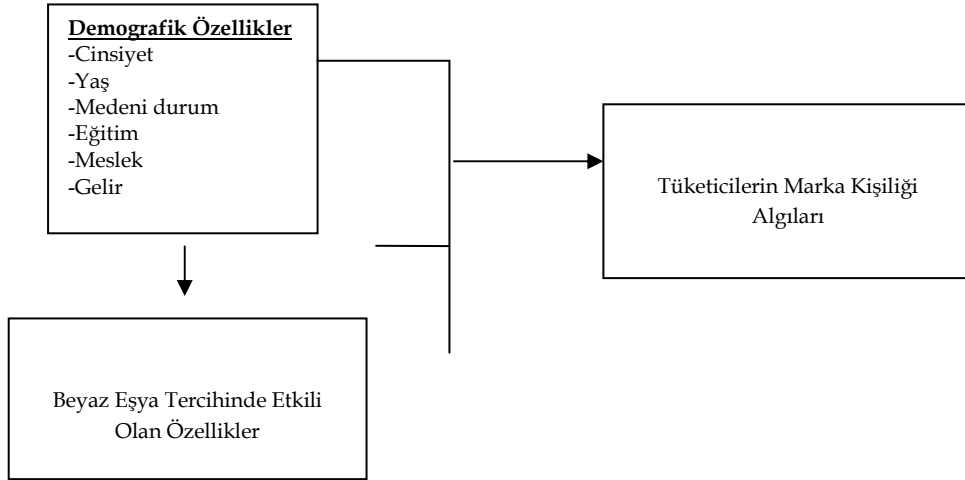 Demografik Özellikler
-Cinsiyet
-Yaş
-Medeni durum
-Eğitim
-Meslek
-Gelir
Tüketicilerin Marka Kişiliği
Algıları
Beyaz Eşya Tercihinde Etkili
Olan Özellikler